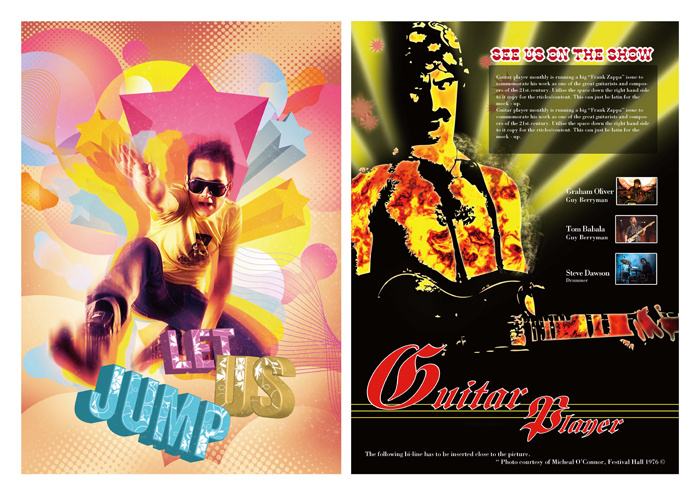 LET
US
JUMP
SEE US ON THE SHOW
Guitar player monthly is running a big "Frank Zappa" issue to
commemorate his work as one of the great guitarists and compos-
ers of the 21st.century. Utilise the space down the right hand side
to it copy for the rticles/content. This can just be latin for the
mock - up.
Guitar player monthly is running a big "Frank Zappa" issue to
commemorate his work as one of the great guitarists and compos-
ers of the 21st.century. Utilise the space down the right hand side
to it copy for the rticles/content. This can just be latin for the
mock - up.
Graham Oliver
Guy Berryman
Tom Babala
Guy Berryman
Steve Dawson
Drummer
Guitar
Player
The following bi-line has to be inserted close to the picture.
" Photo courtesy of Micheal O'Connor, Festival Hall 1976 ©